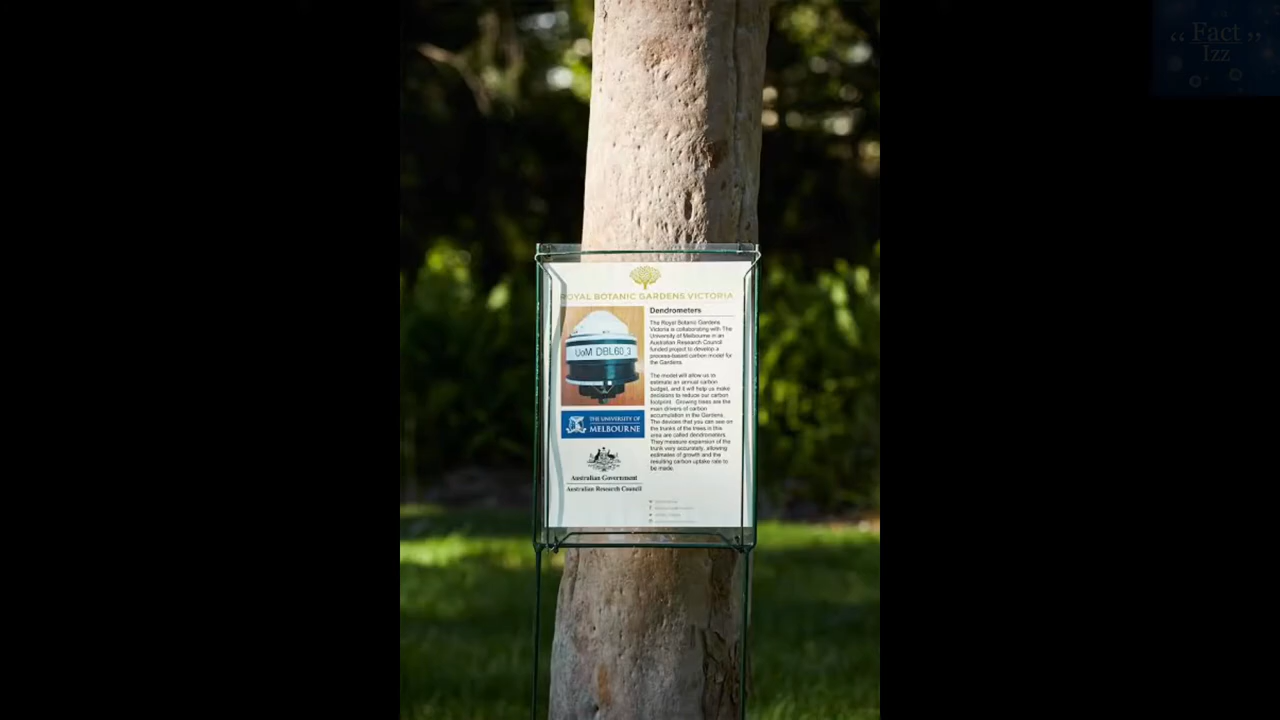 “ Fact ”
Izz
ROYAL BOTANIC GARDENS VICTORIA
Dendrometers
The Royal Botanic Gardens
Victoria is collaborating with The
University of Melbourne in an
Australian Research Council
funded project to develop a
process-based carbon model for
the Gardens.
The model will allow us to
estimate an annual carbon
budget, and it will help us make
decisions to reduce our carbon
footprint. Growing trees are the
main drivers of carbon
accumulation in the Gardens.
The devices that you can see on
the trunks of the trees in this
area are called dendrometers.
They measure expansion of the
trunk very accurately, allowing
estimates of growth and the
resulting carbon uptake rate to
be made.
UoM DBL60_3
THE UNIVERSITY OF
MELBOURNE
Australian Government
Australian Research Council